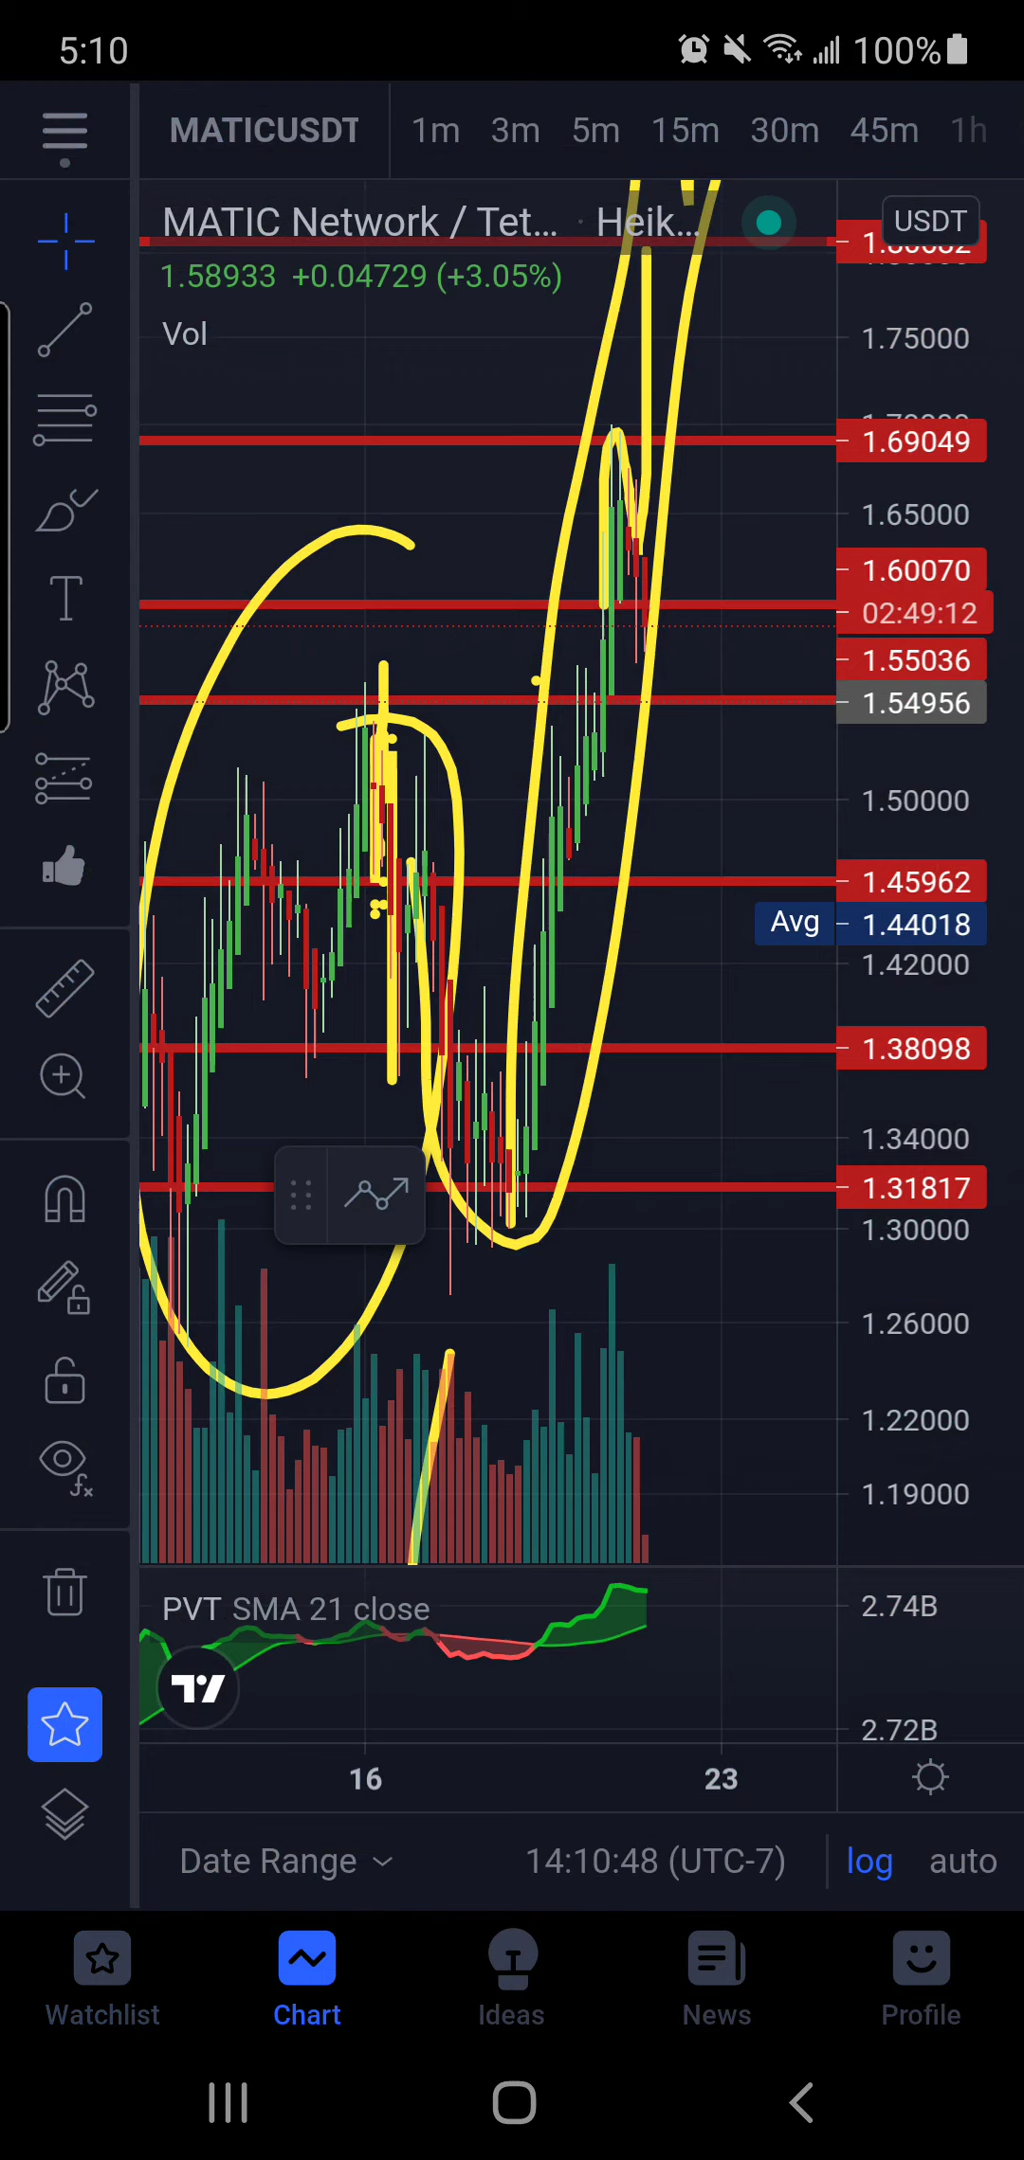 5:10
100%
MATICUSDT 1m 3m 5m 15m 30m 45m 1h
MATIC Network / Tet... · Heik...
USDT
1.58933 +0.04729 (+3.05%)
Vol
1.75000
1.69049
1.65000
1.60070
02:49:12
1.55036
1.54956
1.50000
1.45962
Avg 1.44018
1.42000
1.38098
1.34000
1.31817
1.30000
1.26000
1.22000
1.19000
PVT SMA 21 close
2.74B
2.72B
16 23
Date Range 14:10:48 (UTC-7) log auto
Watchlist Chart Ideas News Profile